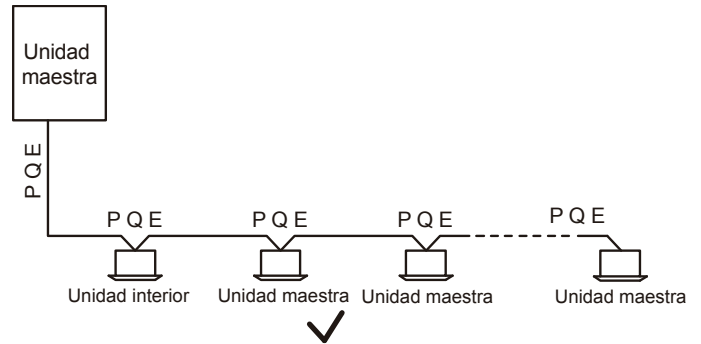 Unidad
maestra
P Q E
P Q E
P Q E
P Q E
P Q E
Unidad interior
Unidad maestra
Unidad maestra
Unidad maestra